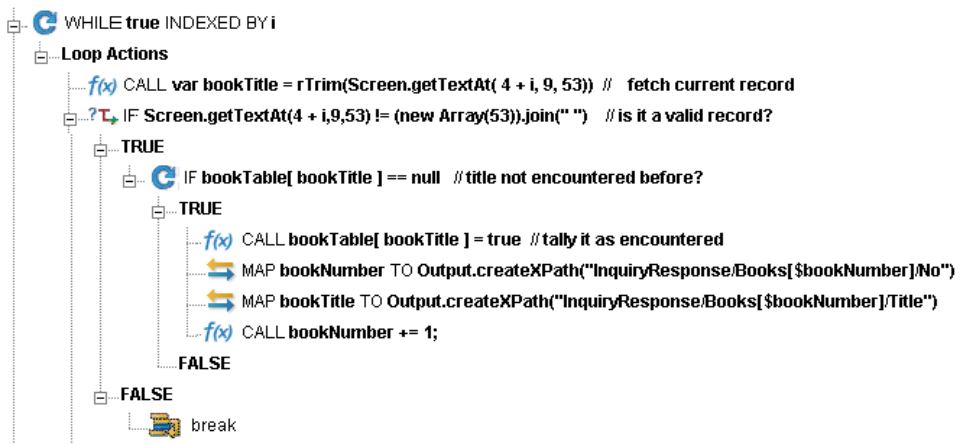 WHILE true INDEXED BY i
Loop Actions
f(x) CALL var bookTitle = rTrim(Screen.getTextAt( 4 + i, 9, 53)) // fetch current record
? IF Screen.getTextAt(4 + i,9,53) != (new Array(53)).join(" ") // is it a valid record?
TRUE
IF bookTable[ bookTitle ] == null // title not encountered before?
TRUE
f(x) CALL bookTable[ bookTitle ] = true // tally it as encountered
MAP bookNumber TO Output.createXPath("InquiryResponse/Books[$bookNumber]/No")
MAP bookTitle TO Output.createXPath("InquiryResponse/Books[$bookNumber]/Title")
f(x) CALL bookNumber += 1;
FALSE
FALSE
break